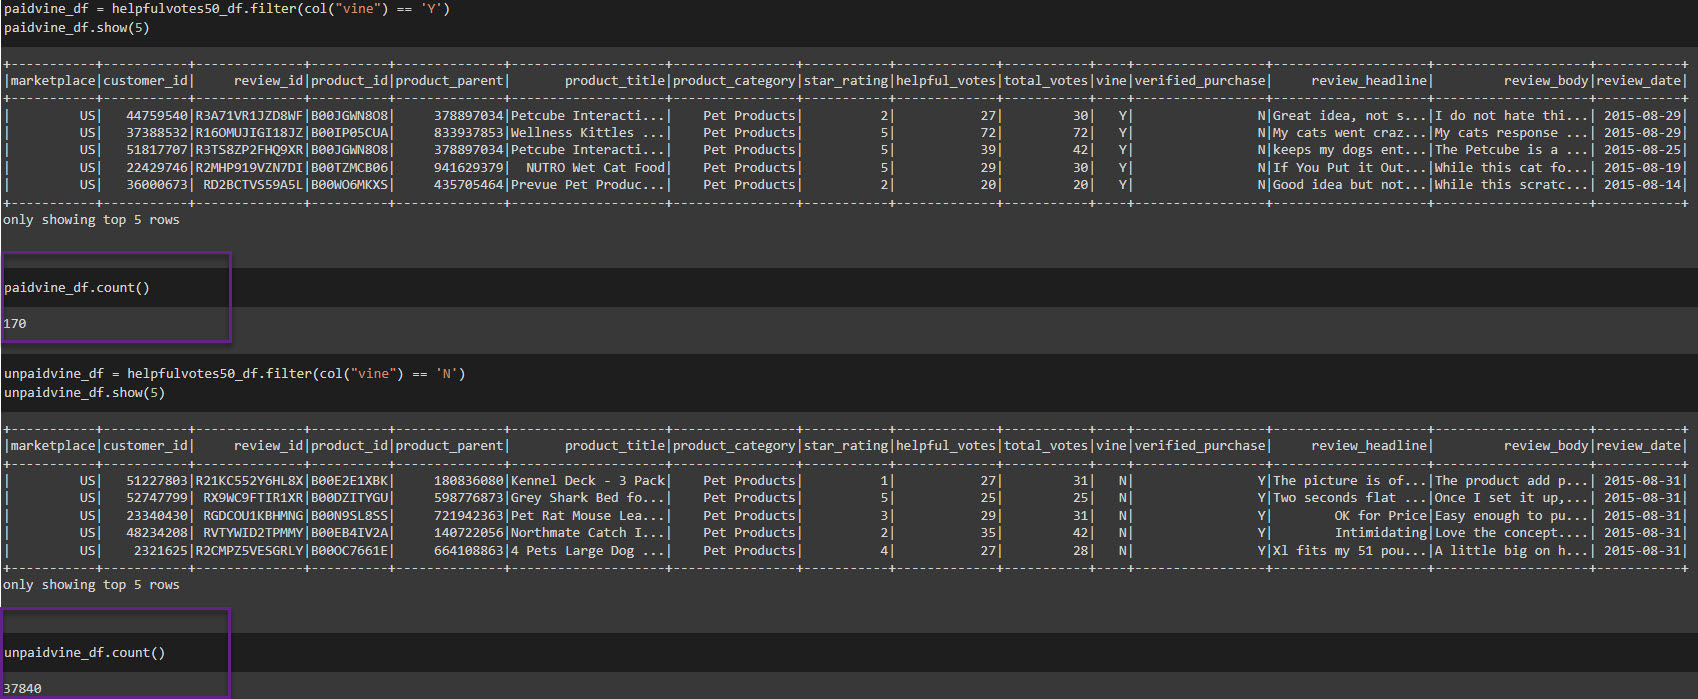 paidvine_df = helpfulvotes50_df.filter(col("vine") == 'Y')
paidvine_df.show(5)
+-----------+-----------+--------------+----------+--------------+--------------------+----------------+-----------+-------------+-----------+----+-----------------+--------------------+--------------------+-----------+
|marketplace|customer_id|     review_id|product_id|product_parent|       product_title|product_category|star_rating|helpful_votes|total_votes|vine|verified_purchase|     review_headline|         review_body|review_date|
+-----------+-----------+--------------+----------+--------------+--------------------+----------------+-----------+-------------+-----------+----+-----------------+--------------------+--------------------+-----------+
|         US|   44759540|R3A71VR1JZD8WF|B00JGWN8O8|     378897034|Petcube Interacti...|    Pet Products|          2|           27|         30|   Y|                N|Great idea, not s...|I do not hate thi...| 2015-08-29|
|         US|   37388532|R16OMUJIGI18JZ|B00IP05CUA|     833937853|Wellness Kittles ...|    Pet Products|          5|           72|         72|   Y|                N|My cats went craz...|My cats response ...| 2015-08-29|
|         US|   51817707|R3TS8ZP2FHQ9XR|B00JGWN8O8|     378897034|Petcube Interacti...|    Pet Products|          5|           39|         42|   Y|                N|keeps my dogs ent...|The Petcube is a ...| 2015-08-25|
|         US|   22429746|R2MHP919VZN7DI|B00TZMCB06|     941629379|  NUTRO Wet Cat Food|    Pet Products|          5|           29|         30|   Y|                N|If You Put it Out...|While this cat fo...| 2015-08-19|
|         US|   36000673| RD2BCTVS59A5L|B00WO6MKXS|     435705464|Prevue Pet Produc...|    Pet Products|          2|           20|         20|   Y|                N|Good idea but not...|While this scratc...| 2015-08-14|
+-----------+-----------+--------------+----------+--------------+--------------------+----------------+-----------+-------------+-----------+----+-----------------+--------------------+--------------------+-----------+
only showing top 5 rows
paidvine_df.count()
170
unpaidvine_df = helpfulvotes50_df.filter(col("vine") == 'N')
unpaidvine_df.show(5)
+-----------+-----------+--------------+----------+--------------+--------------------+----------------+-----------+-------------+-----------+----+-----------------+--------------------+--------------------+-----------+
|marketplace|customer_id|     review_id|product_id|product_parent|       product_title|product_category|star_rating|helpful_votes|total_votes|vine|verified_purchase|     review_headline|         review_body|review_date|
+-----------+-----------+--------------+----------+--------------+--------------------+----------------+-----------+-------------+-----------+----+-----------------+--------------------+--------------------+-----------+
|         US|   51227803|R21KC552Y6HL8X|B00E2E1XBK|     180836080|Kennel Deck - 3 Pack|    Pet Products|          1|           27|         31|   N|                Y|The picture is of...|The product add p...| 2015-08-31|
|         US|   52747799| RX9WC9FTIR1XR|B00DZITYGU|     598776873|Grey Shark Bed fo...|    Pet Products|          5|           25|         25|   N|                Y|Two seconds flat ...|Once I set it up,...| 2015-08-31|
|         US|   23340430| RGDCOU1KBHMNG|B00N9SL8SS|     721942363|Pet Rat Mouse Lea...|    Pet Products|          3|           29|         31|   N|                Y|        OK for Price|Easy enough to pu...| 2015-08-31|
|         US|   48234208| RVTYWID2TPMMY|B00EB4IV2A|     140722056|Northmate Catch I...|    Pet Products|          2|           35|         42|   N|                Y|        Intimidating|Love the concept....| 2015-08-31|
|         US|    2321625|R2CMPZ5VESGRLY|B00OC7661E|     664108863|4 Pets Large Dog ...|    Pet Products|          4|           27|         28|   N|                Y|Xl fits my 51 pou...|A little big on h...| 2015-08-31|
+-----------+-----------+--------------+----------+--------------+--------------------+----------------+-----------+-------------+-----------+----+-----------------+--------------------+--------------------+-----------+
only showing top 5 rows
unpaidvine_df.count()
37840